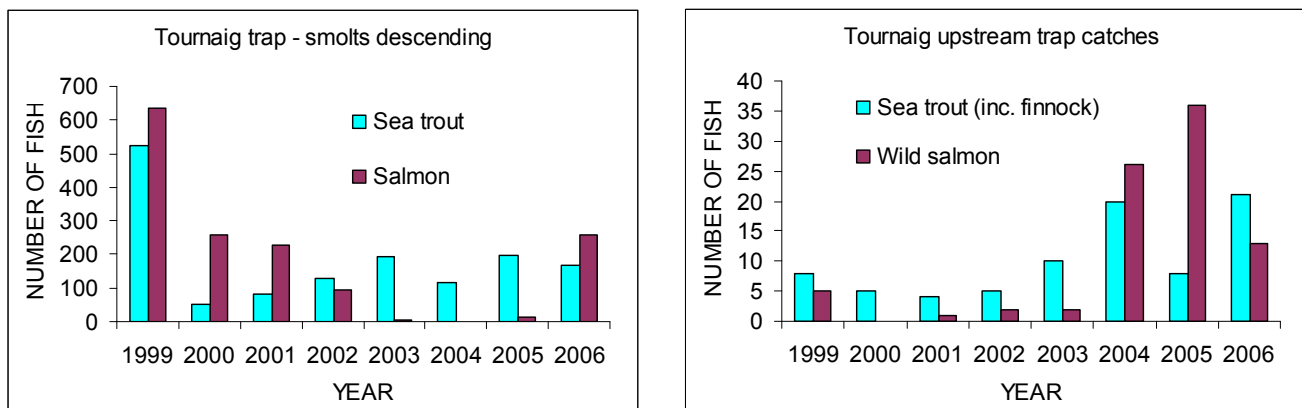 Tournaig trap - smolts descending
NUMBER OF FISH
700
600
500
400
300
200
100
0
Sea trout
Salmon
1999 2000 2001 2002 2003 2004 2005 2006
YEAR
Tournaig upstream trap catches
NUMBER OF FISH
40
35
30
25
20
15
10
5
0
Sea trout (inc. finnock)
Wild salmon
1999 2000 2001 2002 2003 2004 2005 2006
YEAR